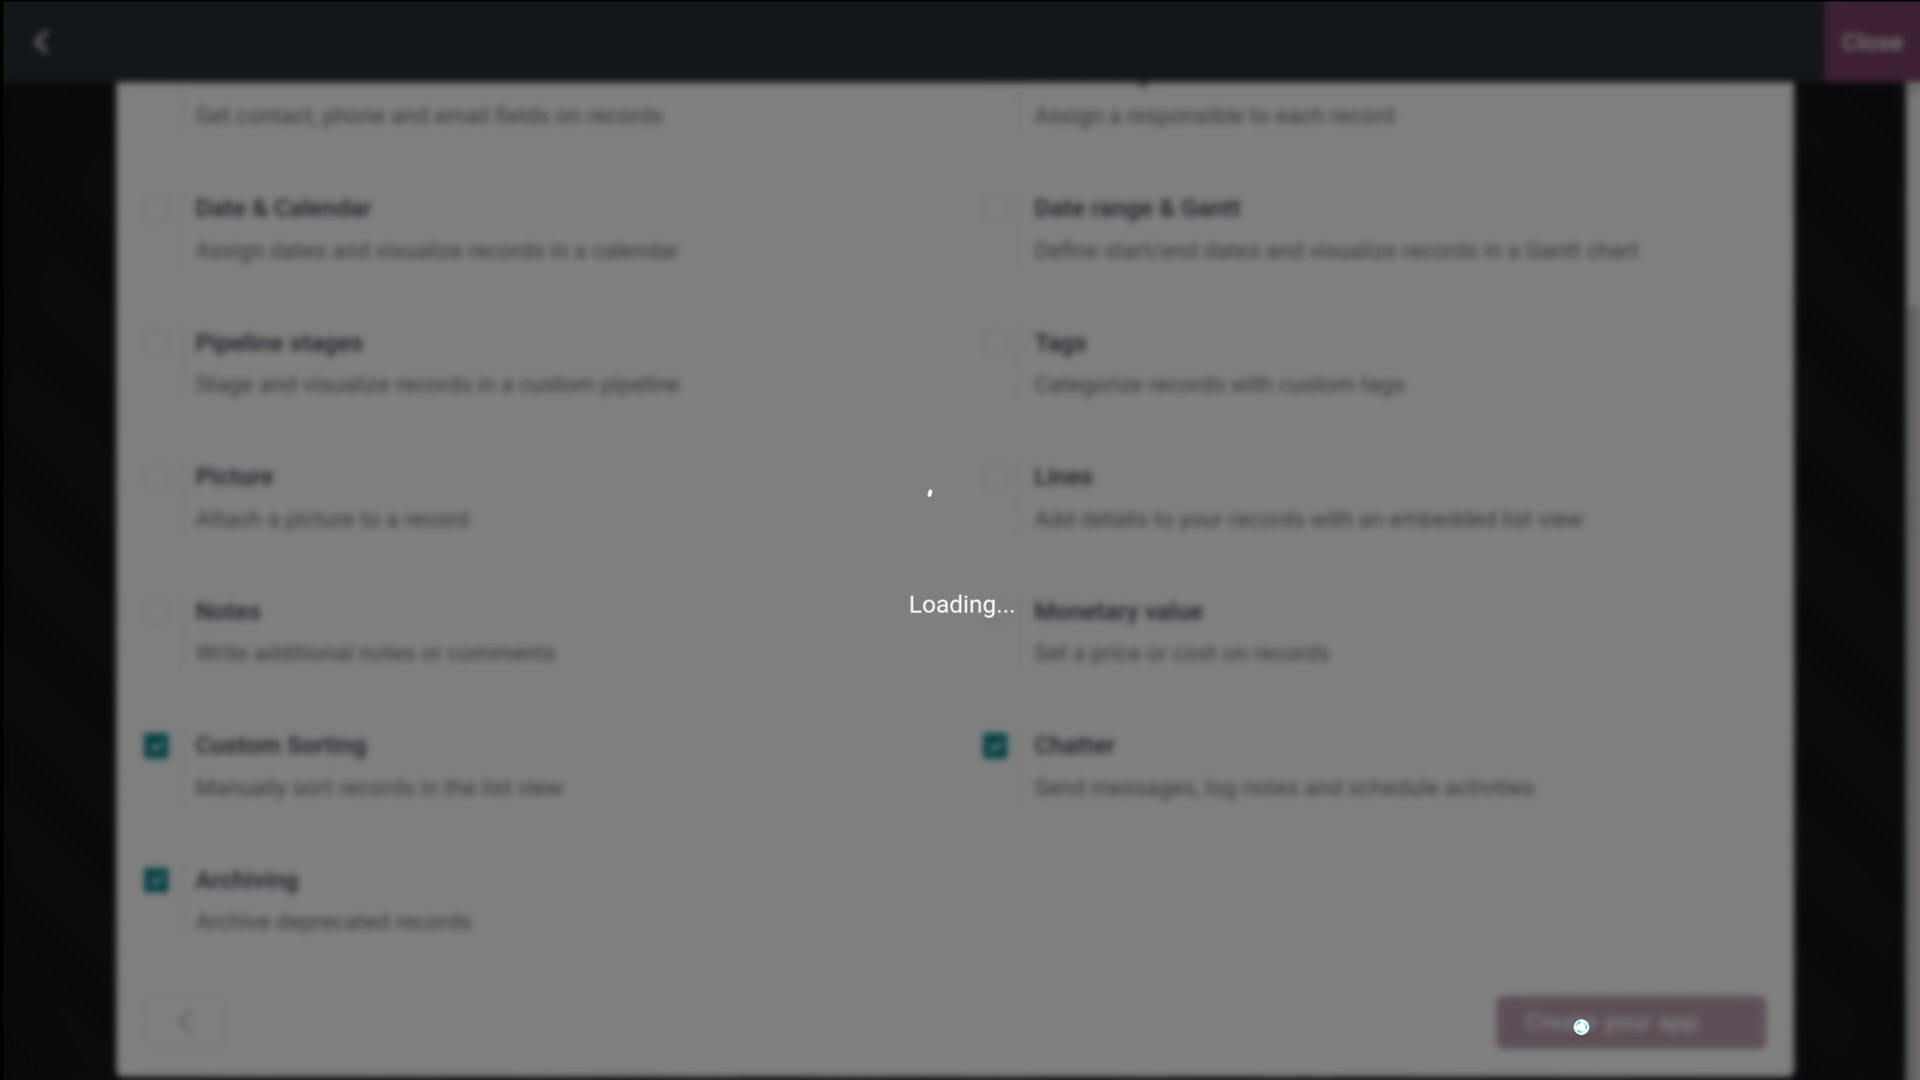 Close
Get contact, phone and email fields on records
Assign a responsible to each record
Date & Calendar
Assign dates and visualize records in a calendar
Date range & Gantt
Define start/end dates and visualize records in a Gantt chart
Pipeline stages
Stage and visualize records in a custom pipeline
Tags
Categorize records with custom tags
Picture
Attach a picture to a record
Lines
Add details to your records with an embedded list view
Loading...
Notes
Write additional notes or comments
Monetary value
Set a price or cost on records
Custom Sorting
Manually sort records in the list view
Chatter
Send messages, log notes and schedule activities
Archiving
Archive deprecated records
Create your app